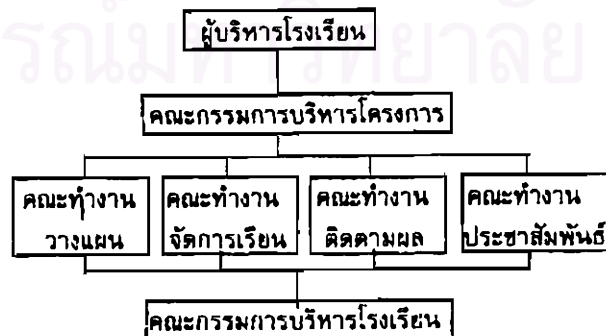 ผู้บริหารโรงเรียน
คณะกรรมการบริหารโครงการ
คณะทำงาน
วางแผน
คณะทำงาน
จัดการเรียน
คณะทำงาน
ติดตามผล
คณะทำงาน
ประชาสัมพันธ์
คณะกรรมการบริหารโรงเรียน